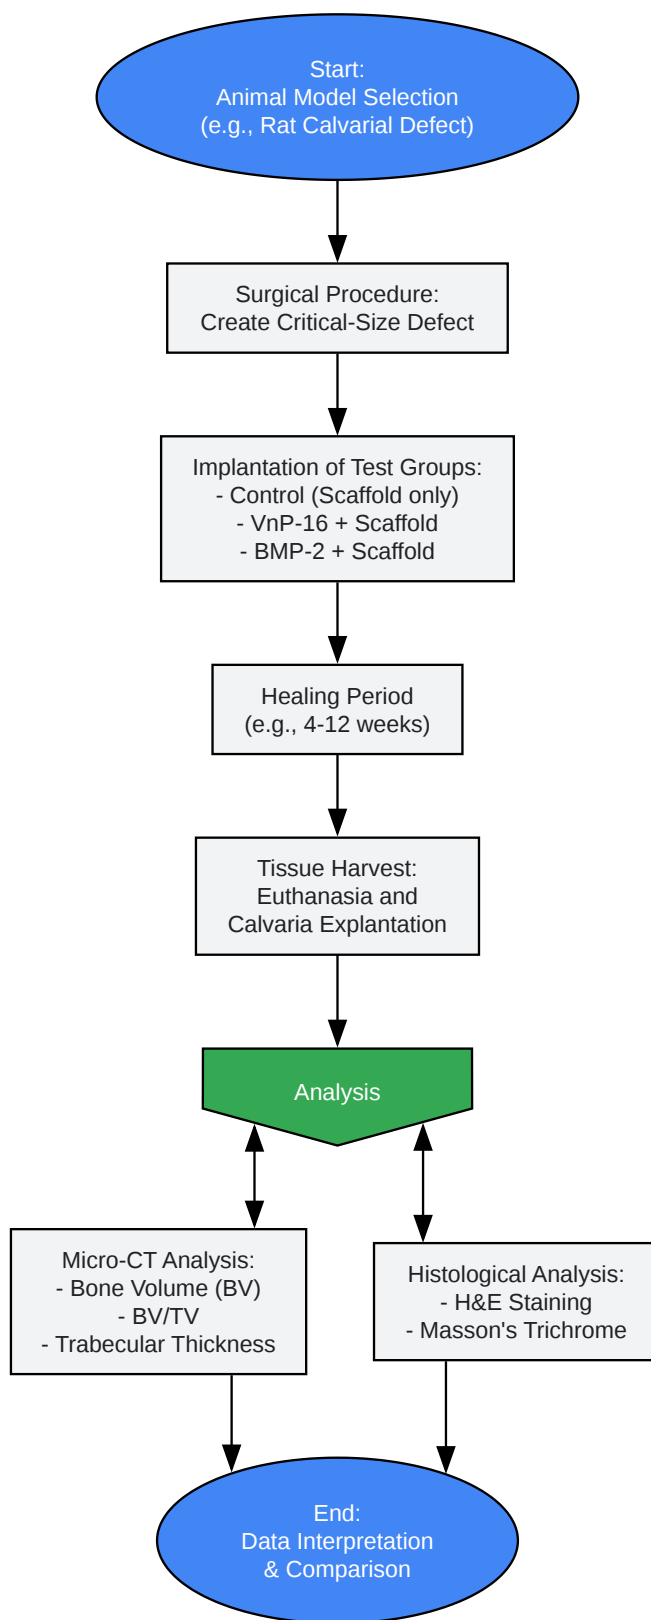 Start:
Animal Model Selection
(e.g., Rat Calvarial Defect)
Surgical Procedure:
Create Critical-Size Defect
Implantation of Test Groups:
- Control (Scaffold only)
- VnP-16 + Scaffold
- BMP-2 + Scaffold
Healing Period
(e.g., 4-12 weeks)
Tissue Harvest:
Euthanasia and
Calvaria Explantation
Analysis
Micro-CT Analysis:
- Bone Volume (BV)
- BV/TV
- Trabecular Thickness
Histological Analysis:
- H&E Staining
- Masson's Trichrome
End:
Data Interpretation
& Comparison